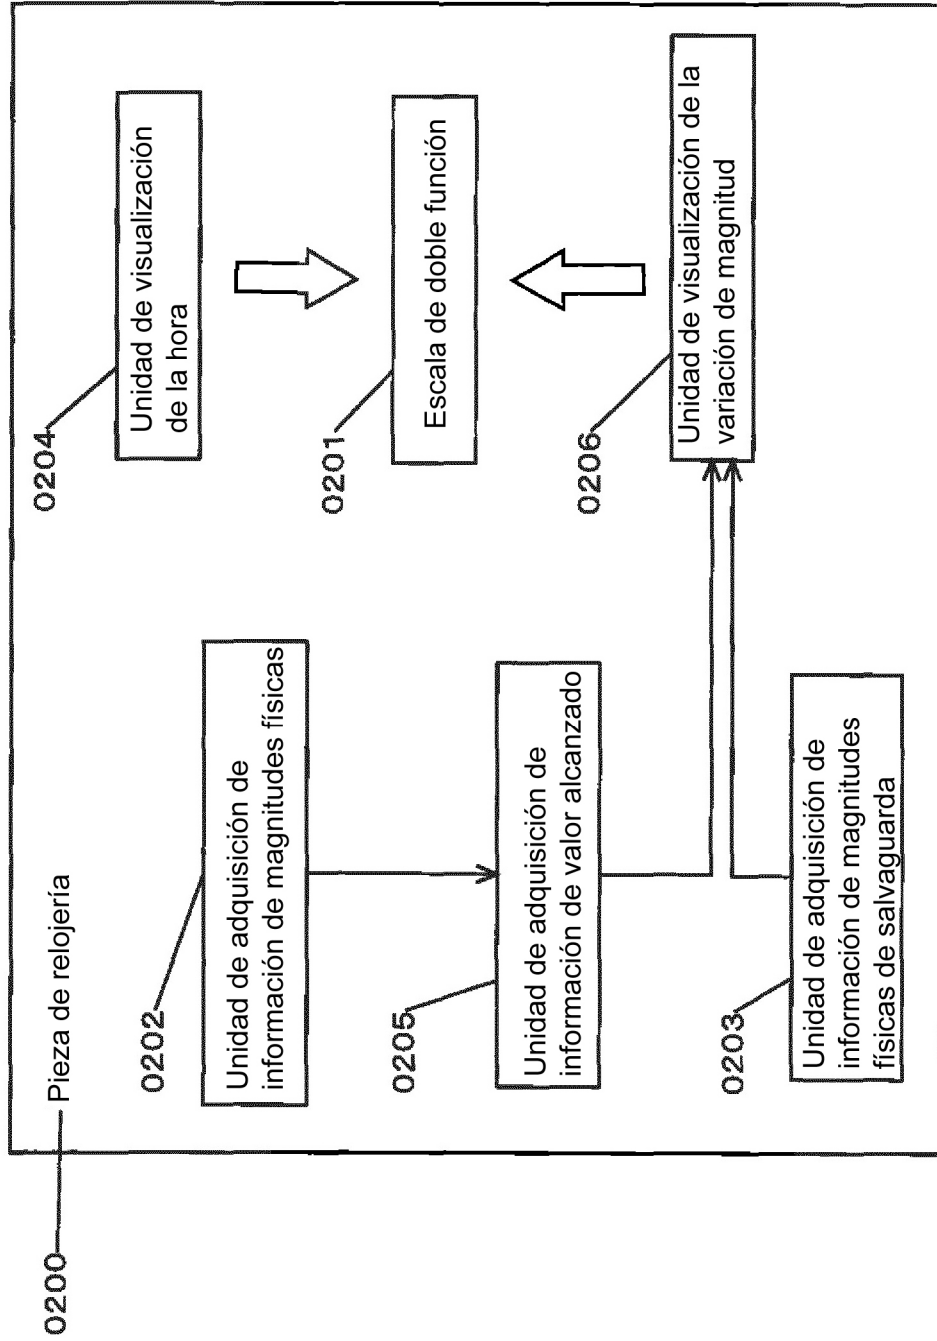 0200
Pieza de relojería
0202
Unidad de adquisición de
información de magnitudes físicas
0205
Unidad de adquisición de
información de valor alcanzado
0203
Unidad de adquisición de
información de magnitudes
físicas de salvaguarda
0204
Unidad de visualización
de la hora
0201
Escala de doble función
0206
Unidad de visualización de la
variación de magnitud